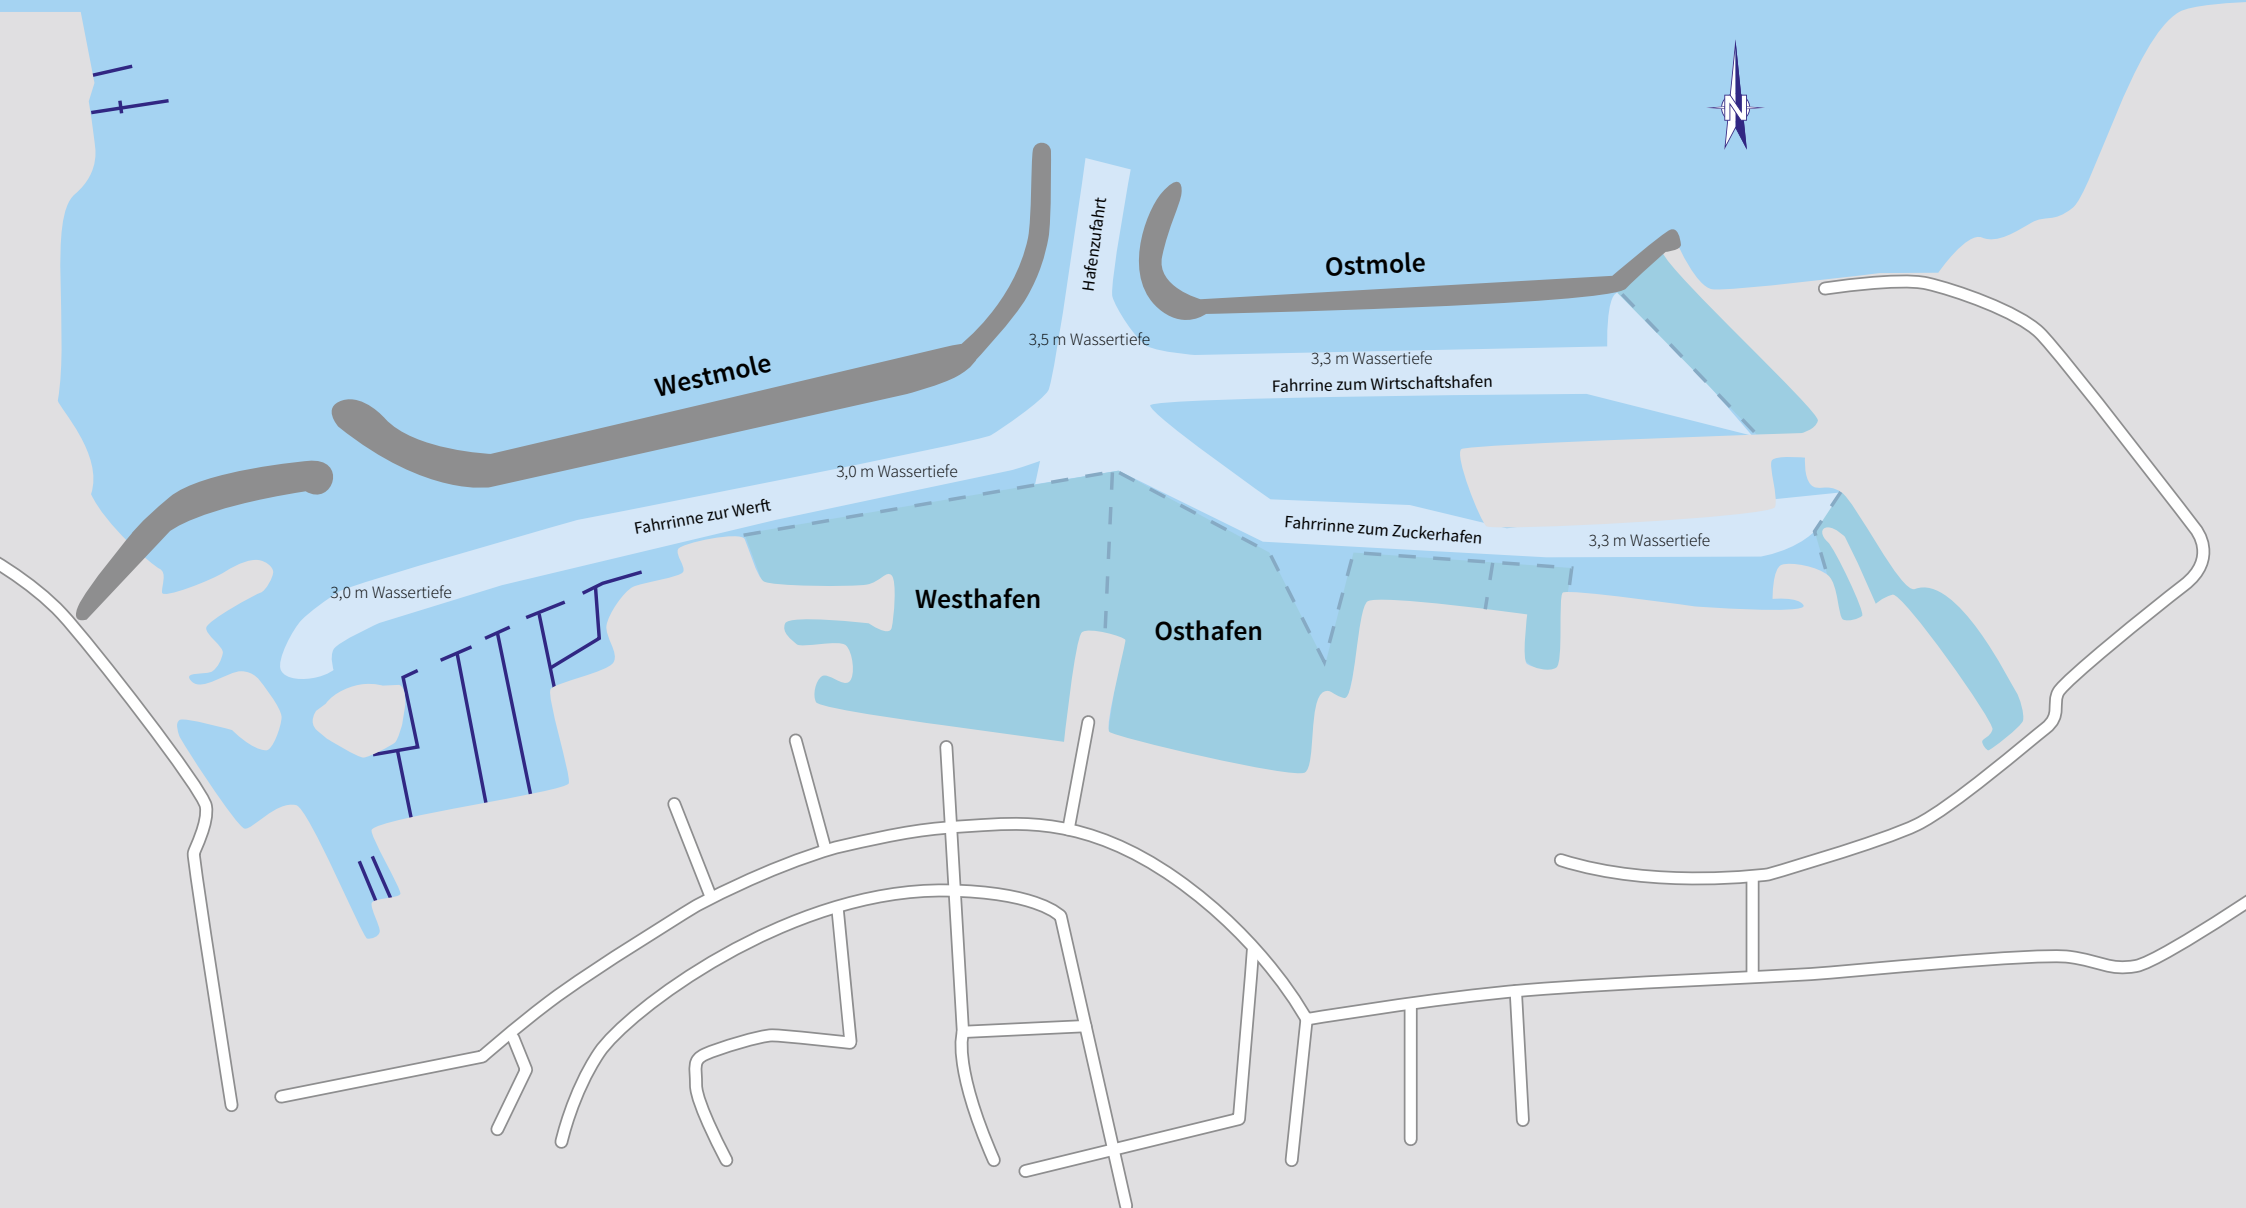 N
Hafenzufahrt
Ostmole
3,5 m Wassertiefe
3,3 m Wassertiefe
Fahrrine zum Wirtschaftshafen
Westmole
3,0 m Wassertiefe
Fahrrinne zur Werft
Fahrrinne zum Zuckerhafen
3,3 m Wassertiefe
3,0 m Wassertiefe
Westhafen
Osthafen